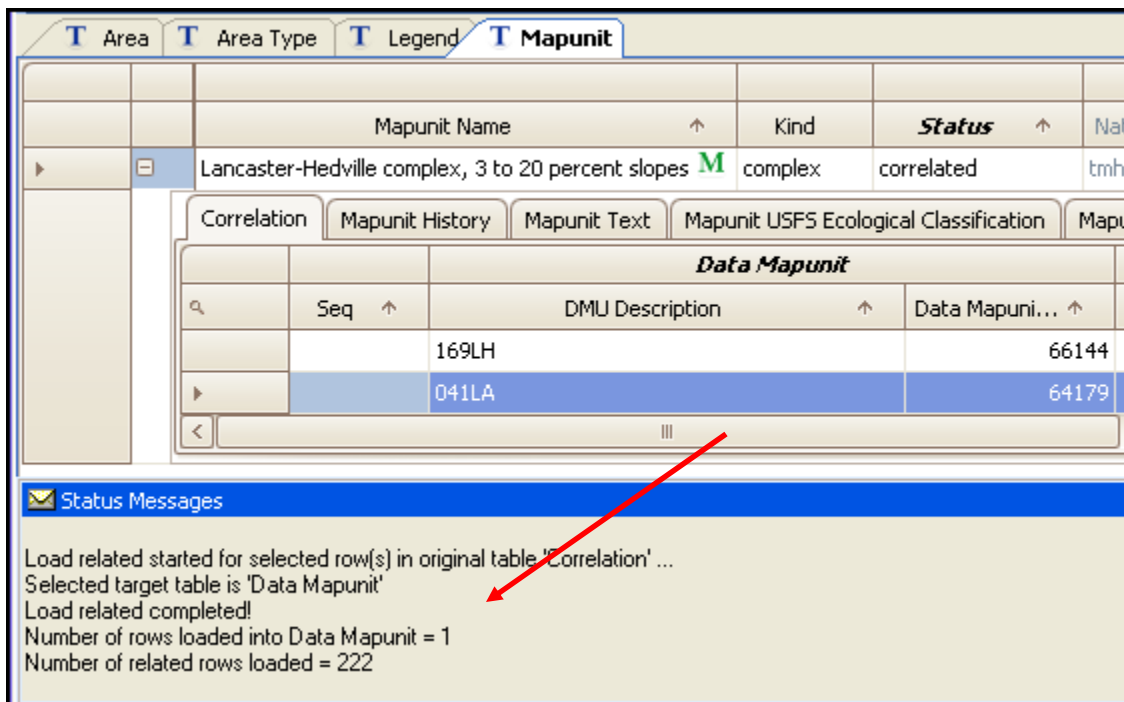 T Area T Area Type T Legend T Mapunit
Mapunit Name Kind Status
Lancaster-Hedville complex, 3 to 20 percent slopes M complex correlated tmh
Correlation Mapunit History Mapunit Text Mapunit USFS Ecological Classification Mapu
Data Mapunit
Seq DMU Description Data Mapuni...
169LH 66144
041LA 64179
Status Messages
Load related started for selected row(s) in original table 'Correlation' ...
Selected target table is 'Data Mapunit'
Load related completed!
Number of rows loaded into Data Mapunit = 1
Number of related rows loaded = 222